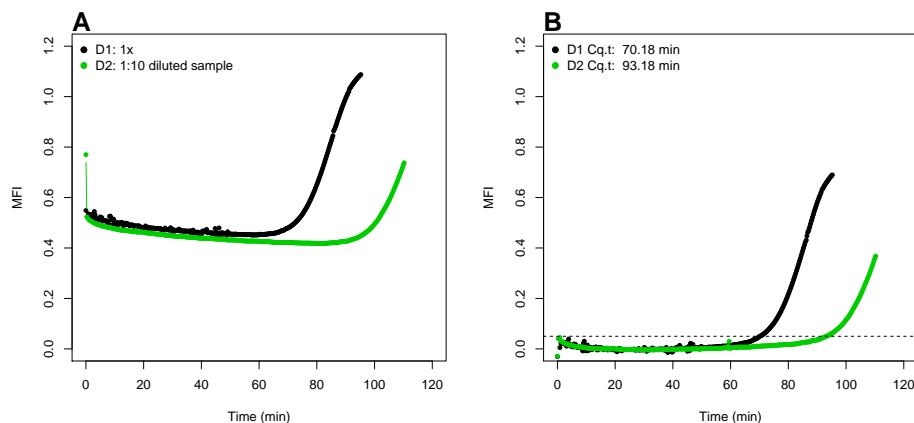 A
D1: 1x
D2: 1:10 diluted sample
MFI
0.0 0.2 0.4 0.6 0.8 1.0 1.2
0 20 40 60 80 100 120
Time (min)
B
D1 Cq.t: 70.18 min
D2 Cq.t: 93.18 min
MFI
0.0 0.2 0.4 0.6 0.8 1.0 1.2
0 20 40 60 80 100 120
Time (min)